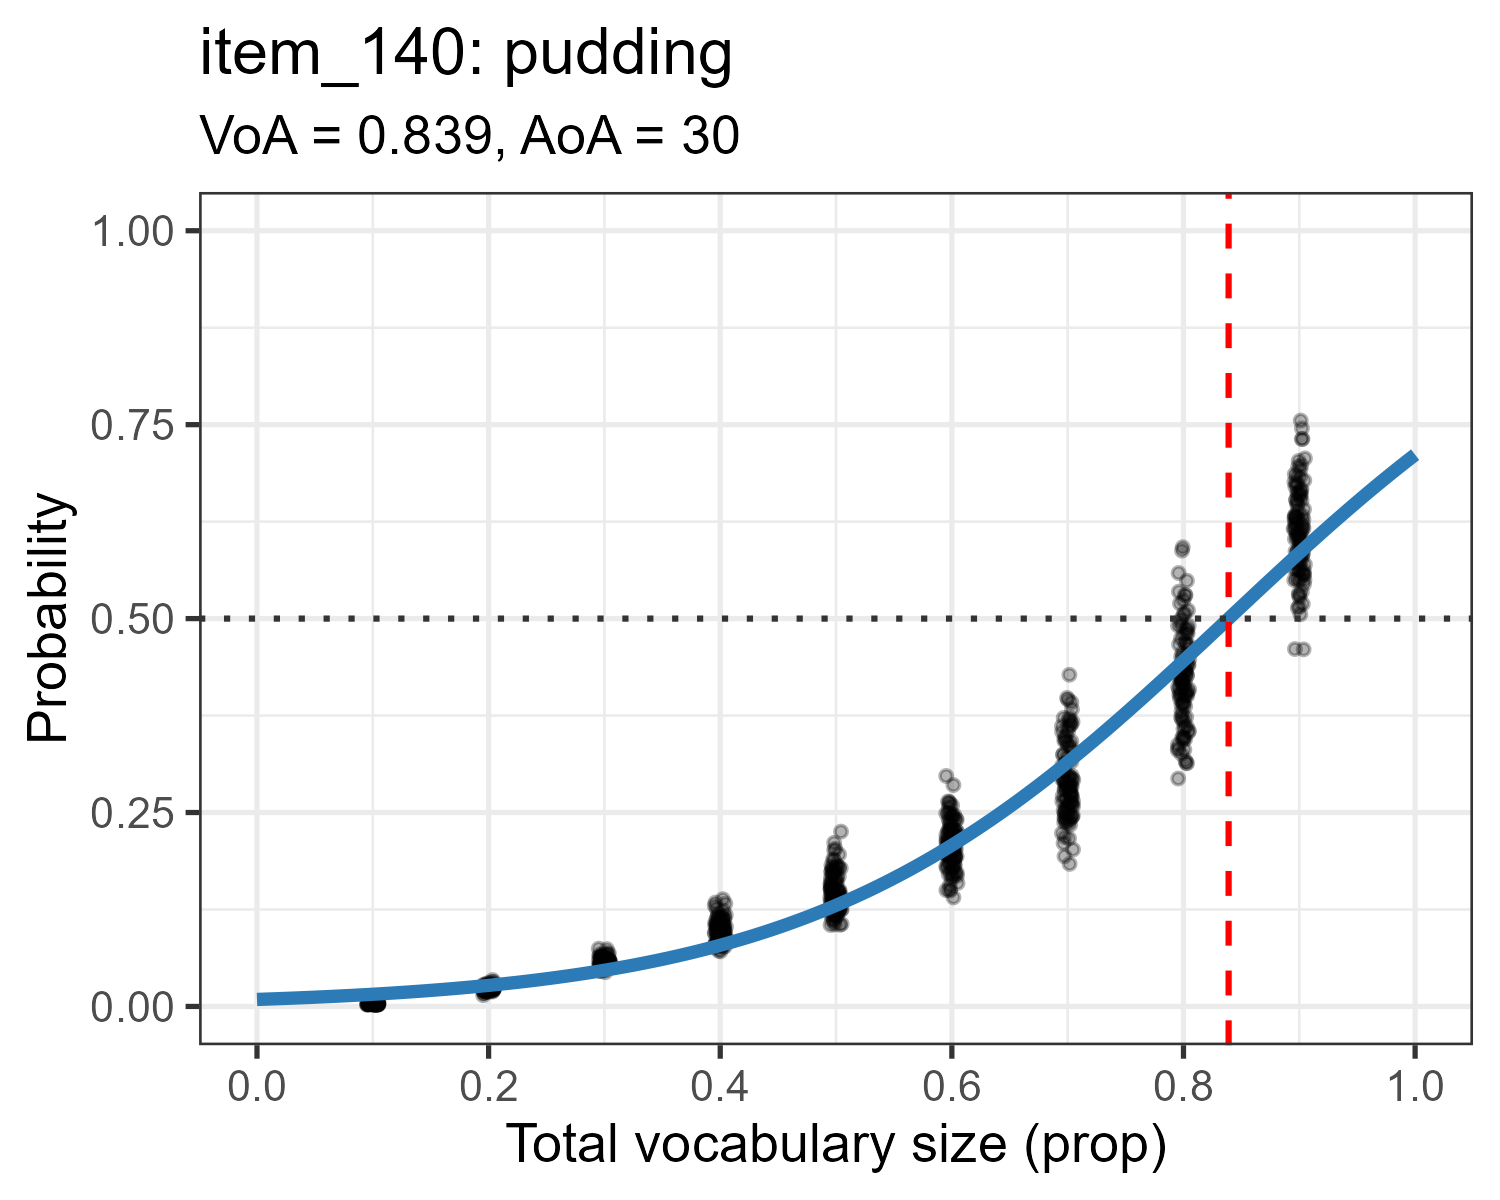 item_140: pudding
VoA = 0.839, AoA = 30
1.00
0.75
0.50
0.25
0.00
Probability
0.0 0.2 0.4 0.6 0.8 1.0
Total vocabulary size (prop)